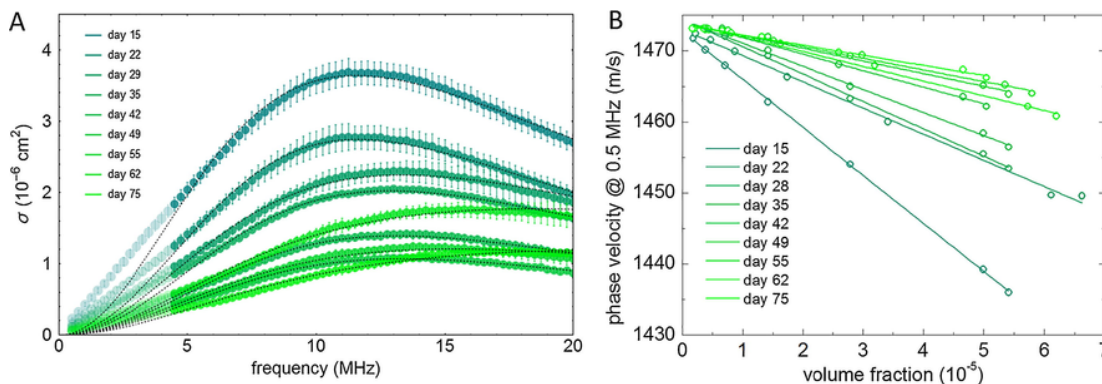 A
σ (10⁻⁶ cm²)
4
3
2
1
0
day 15
day 22
day 29
day 35
day 42
day 49
day 55
day 62
day 75
0
5
10
15
20
frequency (MHz)
B
phase velocity @ 0.5 MHz (m/s)
1470
1460
1450
1440
1430
day 15
day 22
day 28
day 35
day 42
day 49
day 55
day 62
day 75
0
1
2
3
4
5
6
7
volume fraction (10⁻⁵)